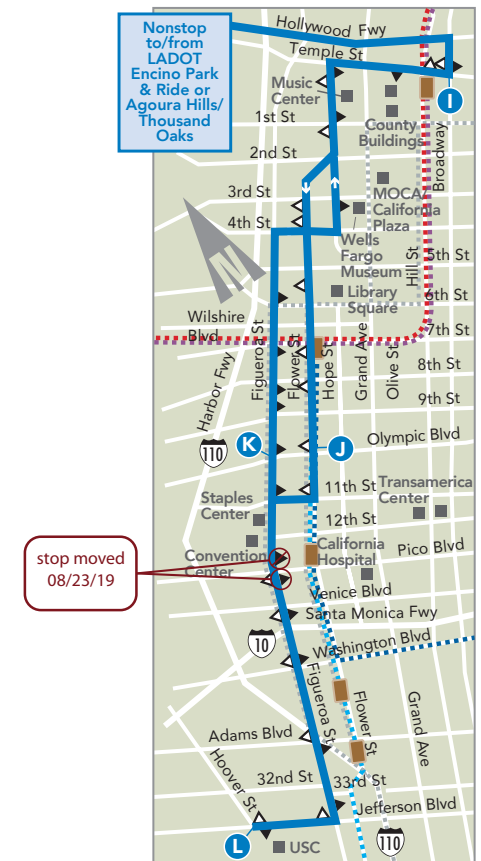 Nonstop
to/from
LADOT
Encino Park
& Ride or
Agoura Hills/
Thousand
Oaks
Hollywood Fwy
Temple St
Music
Center
I
1st St
County
Buildings
Broadway
2nd St
3rd St
MOCA/
California
Plaza
4th St
Wells
Fargo
Museum
Hill St
5th St
N
Library
Square
6th St
Wilshire
Blvd
7th St
Harbor Fwy
Figueroa St
Flower St
Hope St
Grand Ave
Olive St
8th St
9th St
110
K
J
Olympic Blvd
11th St
Transamerica
Center
Staples
Center
12th St
Convention
Center
California
Hospital
Pico Blvd
stop moved
08/23/19
Venice Blvd
Santa Monica Fwy
10
Washington Blvd
Figueroa St
Flower St
Grand Ave
Adams Blvd
Hoover St
32nd St
33rd St
Jefferson Blvd
L
USC
110